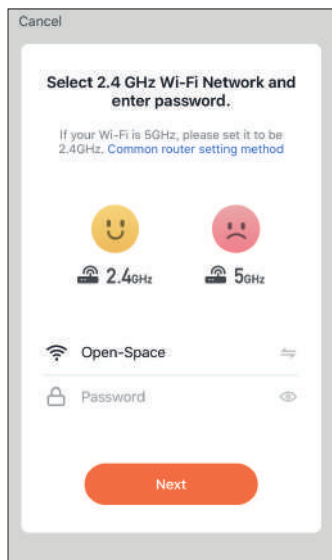 Cancel
Select 2.4 GHz Wi-Fi Network and
enter password.
If your Wi-Fi is 5GHz, please set it to be
2.4GHz. Common router setting method
2.4GHz 5GHz
Open-Space
Password
Next